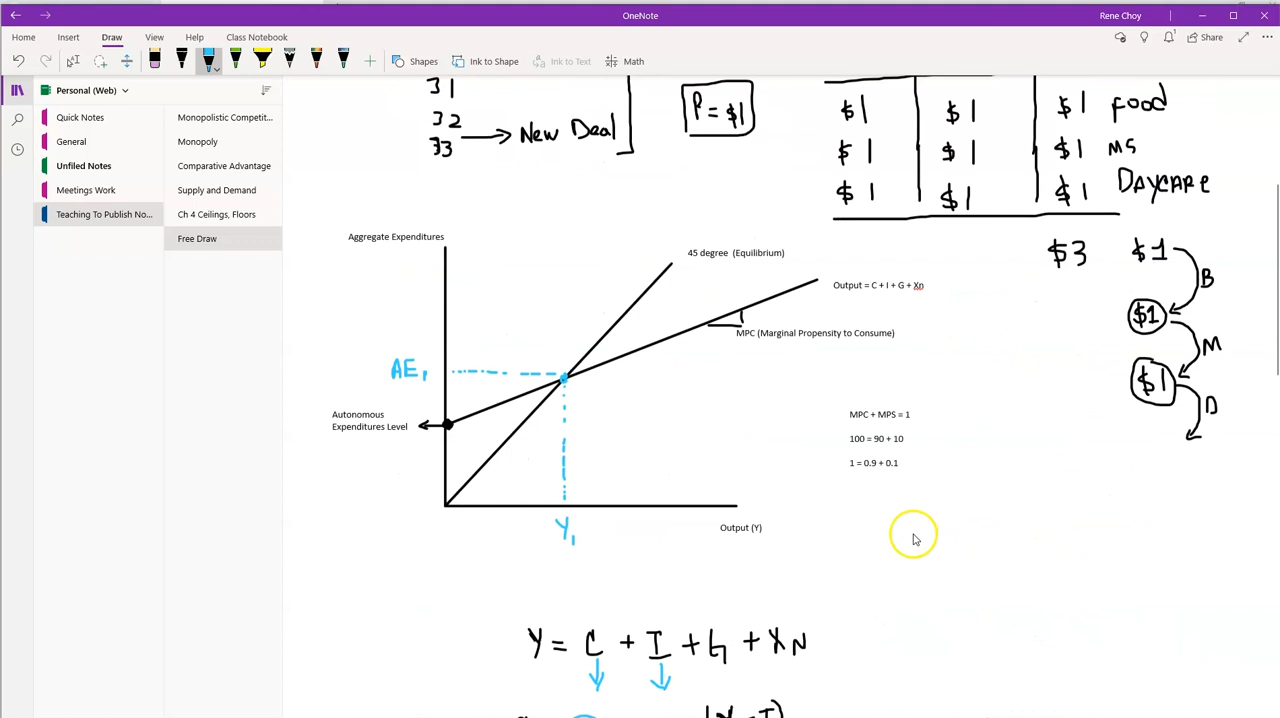 OneNote
Rene Choy
Home Insert Draw View Help Class Notebook
Share
Shapes Ink to Shape Ink to Text Math
Personal (Web)
Quick Notes
General
Unfiled Notes
Meetings Work
Teaching To Publish No...
Monopolistic Competit...
Monopoly
Comparative Advantage
Supply and Demand
Ch 4 Ceilings, Floors
Free Draw
31
32
33 New Deal
P = $1
$1 $1 $1 food
$1 $1 $1 MS
$1 $1 $1 DAYCARE
$3 $1
B
$1
M
$1
D
Aggregate Expenditures
45 degree (Equilibrium)
Output = C + I + G + Xn
MPC (Marginal Propensity to Consume)
AE1
Autonomous
Expenditures Level
MPC + MPS = 1
100 = 90 + 10
1 = 0.9 + 0.1
Output (Y)
Y1
Y = C + I + G + XN